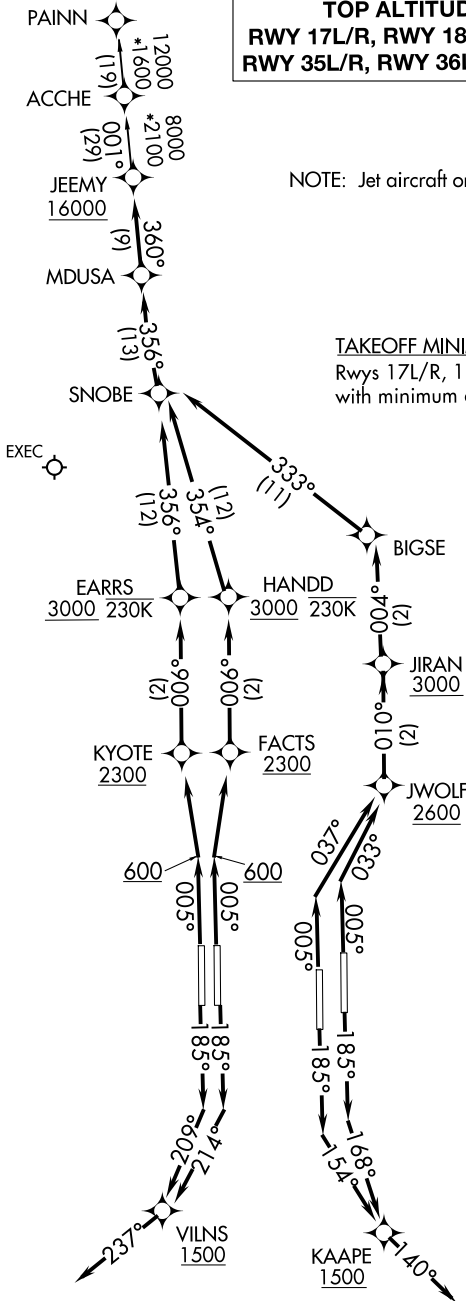 PAINN
TOP ALTITUD
RWY 17L/R, RWY 18
RWY 35L/R, RWY 36
12000
*1600
(19)
ACCHE
8000
*2100
001°
(29)
JEEMY
16000
NOTE: Jet aircraft
360°
(9)
MDUSA
356°
(13)
TAKEOFF MINI
Rwys 17L/R, 1
with minimum
SNOBE
EXEC
333°
(11)
356°
(12)
354°
(12)
BIGSE
EARRS
3000 230K
HANDD
3000 230K
004°
(2)
JIRAN
3000
006°
(2)
006°
(2)
010°
(2)
KYOTE
2300
FACTS
2300
JWOLF
2600
037°
033°
600
600
005°
005°
005°
005°
185°
185°
185°
185°
209°
214°
154°
168°
VILNS
1500
237°
KAAPE
1500
140°